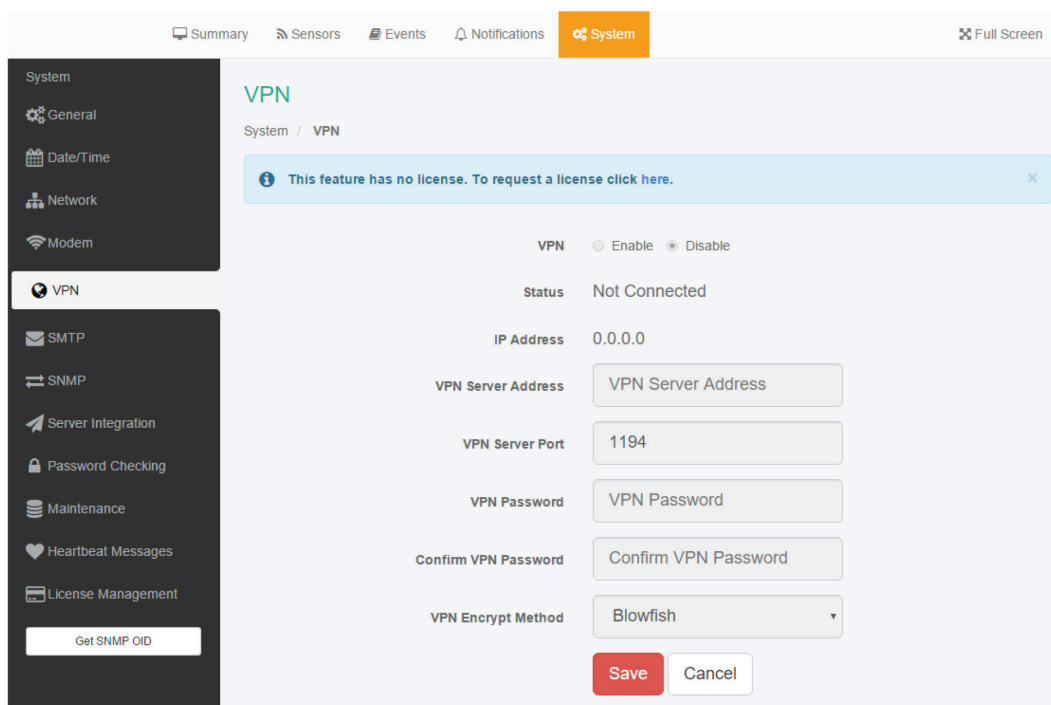 Summary Sensors Events Notifications System Full Screen
System
General
Date/Time
Network
Modem
VPN
SMTP
SNMP
Server Integration
Password Checking
Maintenance
Heartbeat Messages
License Management
Get SNMP OID
VPN
System / VPN
This feature has no license. To request a license click here. ×
VPN Enable Disable
Status Not Connected
IP Address 0.0.0.0
VPN Server Address VPN Server Address
VPN Server Port 1194
VPN Password VPN Password
Confirm VPN Password Confirm VPN Password
VPN Encrypt Method Blowfish
Save Cancel